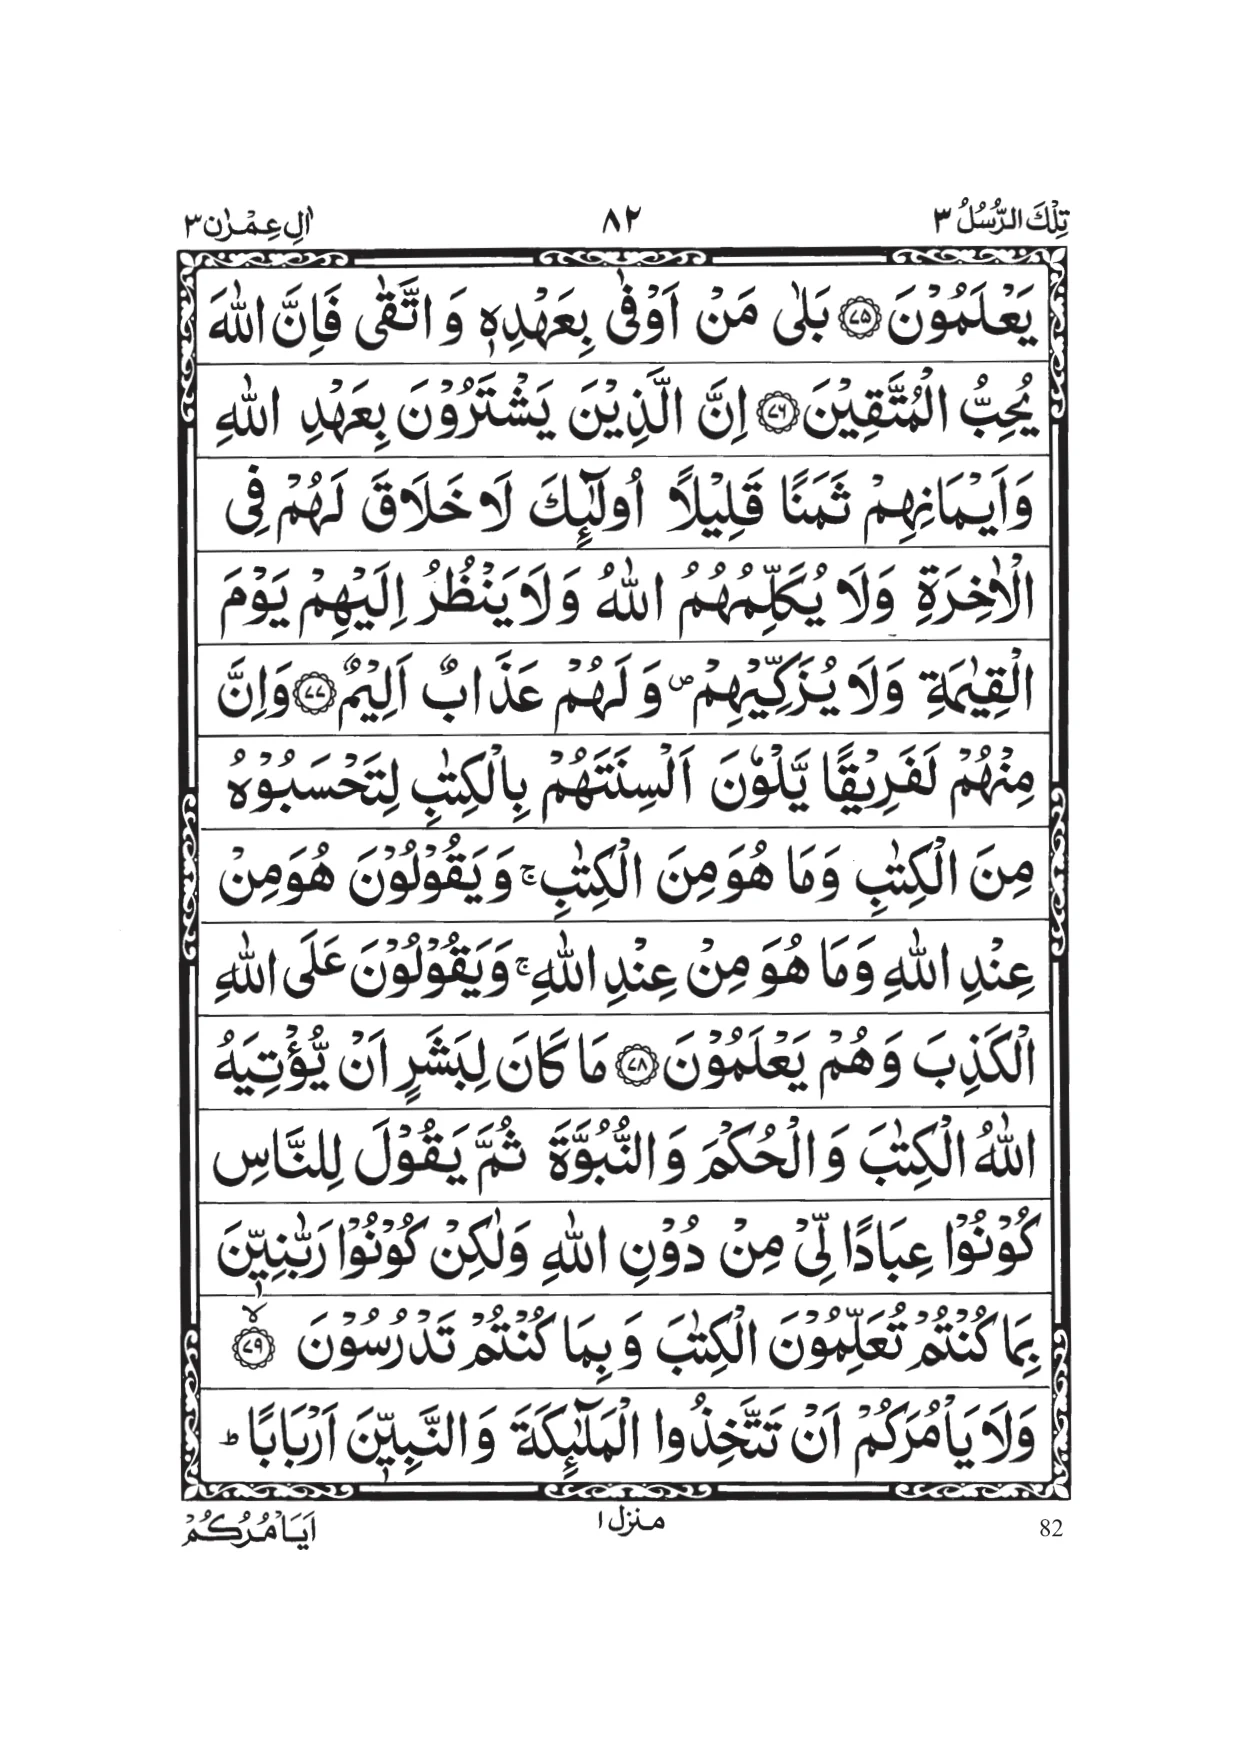 تِلْكَ الرُّسُلُ ٣
٨٢
اٰلِ عِمْرٰن ٣
يَعْلَمُوْنَ ﴿٧٥﴾ بَلٰى مَنْ اَوْفٰى بِعَهْدِهٖ وَ اتَّقٰى فَاِنَّ اللّٰهَ
يُحِبُّ الْمُتَّقِيْنَ ﴿٧٦﴾ اِنَّ الَّذِيْنَ يَشْتَرُوْنَ بِعَهْدِ اللّٰهِ
وَاَيْمَانِهِمْ ثَمَنًا قَلِيْلًا اُولٰٓئِكَ لَا خَلَاقَ لَهُمْ فِى
الْاٰخِرَةِ وَلَا يُكَلِّمُهُمُ اللّٰهُ وَلَا يَنْظُرُ اِلَيْهِمْ يَوْمَ
الْقِيٰمَةِ وَلَا يُزَكِّيْهِمْ ۖ وَلَهُمْ عَذَابٌ اَلِيْمٌ ﴿٧٧﴾ وَاِنَّ
مِنْهُمْ لَفَرِيْقًا يَّلْوٗنَ اَلْسِنَتَهُمْ بِالْكِتٰبِ لِتَحْسَبُوْهُ
مِنَ الْكِتٰبِ وَمَا هُوَ مِنَ الْكِتٰبِ ۚ وَيَقُوْلُوْنَ هُوَ مِنْ
عِنْدِ اللّٰهِ وَمَا هُوَ مِنْ عِنْدِ اللّٰهِ ۚ وَيَقُوْلُوْنَ عَلَى اللّٰهِ
الْكَذِبَ وَهُمْ يَعْلَمُوْنَ ﴿٧٨﴾ مَا كَانَ لِبَشَرٍ اَنْ يُّؤْتِيَهُ
اللّٰهُ الْكِتٰبَ وَالْحُكْمَ وَالنُّبُوَّةَ ثُمَّ يَقُوْلَ لِلنَّاسِ
كُوْنُوْا عِبَادًا لِّىْ مِنْ دُوْنِ اللّٰهِ وَلٰكِنْ كُوْنُوْا رَبّٰنِيّٖنَ
بِمَا كُنْتُمْ تُعَلِّمُوْنَ الْكِتٰبَ وَبِمَا كُنْتُمْ تَدْرُسُوْنَ ﴿٧٩﴾ ۙ
وَلَا يَاْمُرَكُمْ اَنْ تَتَّخِذُوا الْمَلٰٓئِكَةَ وَالنَّبِيّٖنَ اَرْبَابًا ؕ
82
منزل ١
اَيَاْمُرُكُمْ